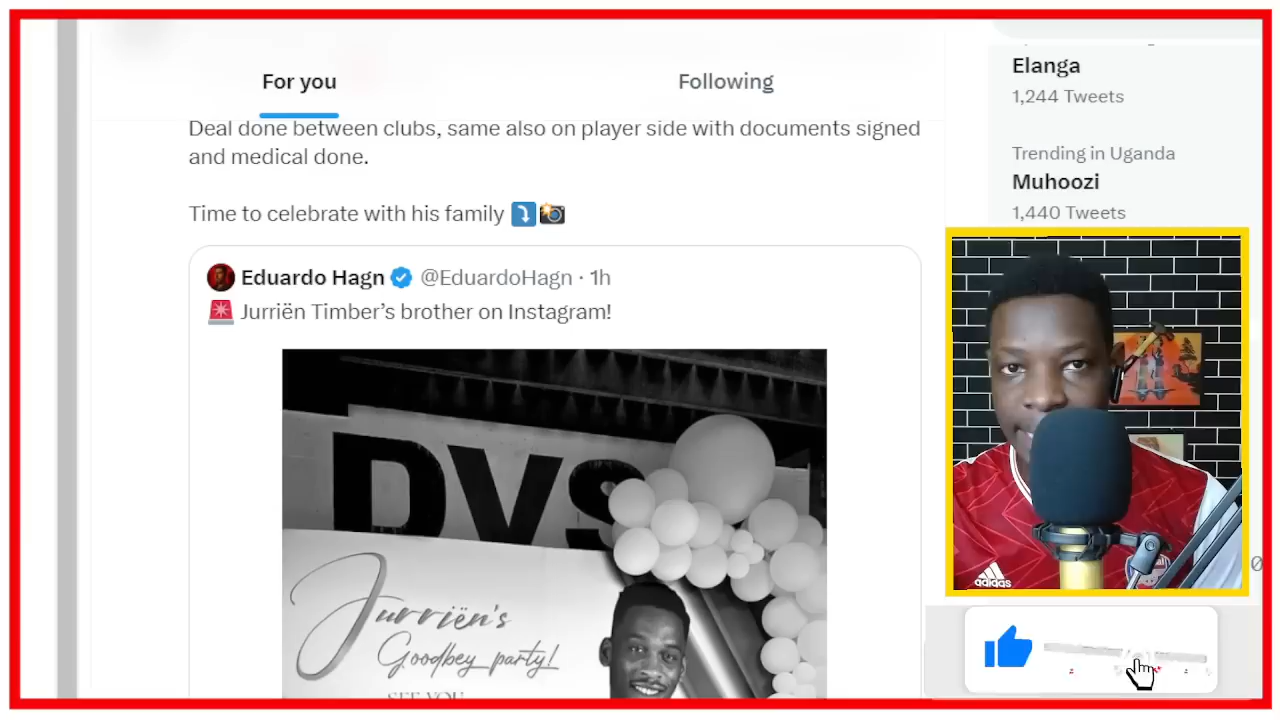 For you
Following
Deal done between clubs, same also on player side with documents signed
and medical done.
Time to celebrate with his family
Eduardo Hagn @EduardoHagn · 1h
Jurriën Timber’s brother on Instagram!
DVS
Jurriën's
Goodbey party!
SEE YOU
Elanga
1,244 Tweets
Trending in Uganda
Muhoozi
1,440 Tweets
adidas